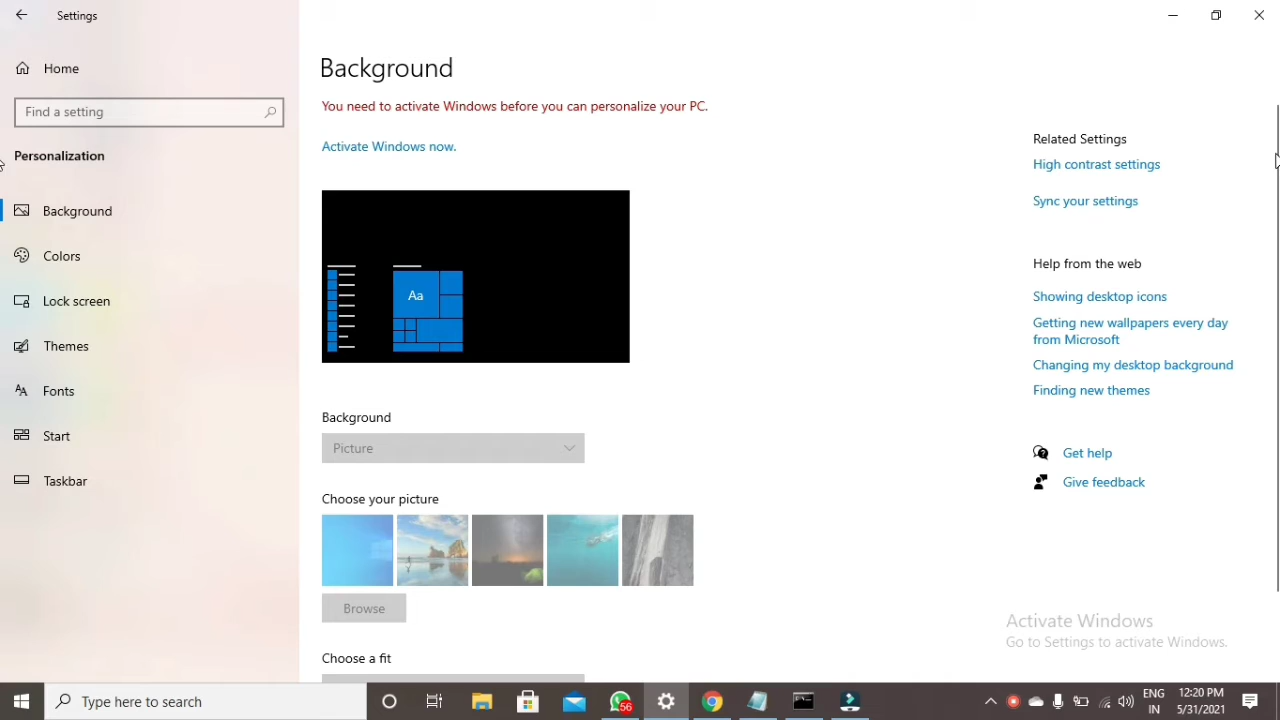 Settings
Home
Find a setting
Personalization
Background
Colors
Lock screen
Themes
Fonts
Start
Taskbar
Background
You need to activate Windows before you can personalize your PC.
Activate Windows now.
Aa
Background
Picture
Choose your picture
Browse
Choose a fit
Related Settings
High contrast settings
Sync your settings
Help from the web
Showing desktop icons
Getting new wallpapers every day
from Microsoft
Changing my desktop background
Finding new themes
Get help
Give feedback
Activate Windows
Go to Settings to activate Windows.
Type here to search
56
ENG
IN
12:20 PM
5/31/2021